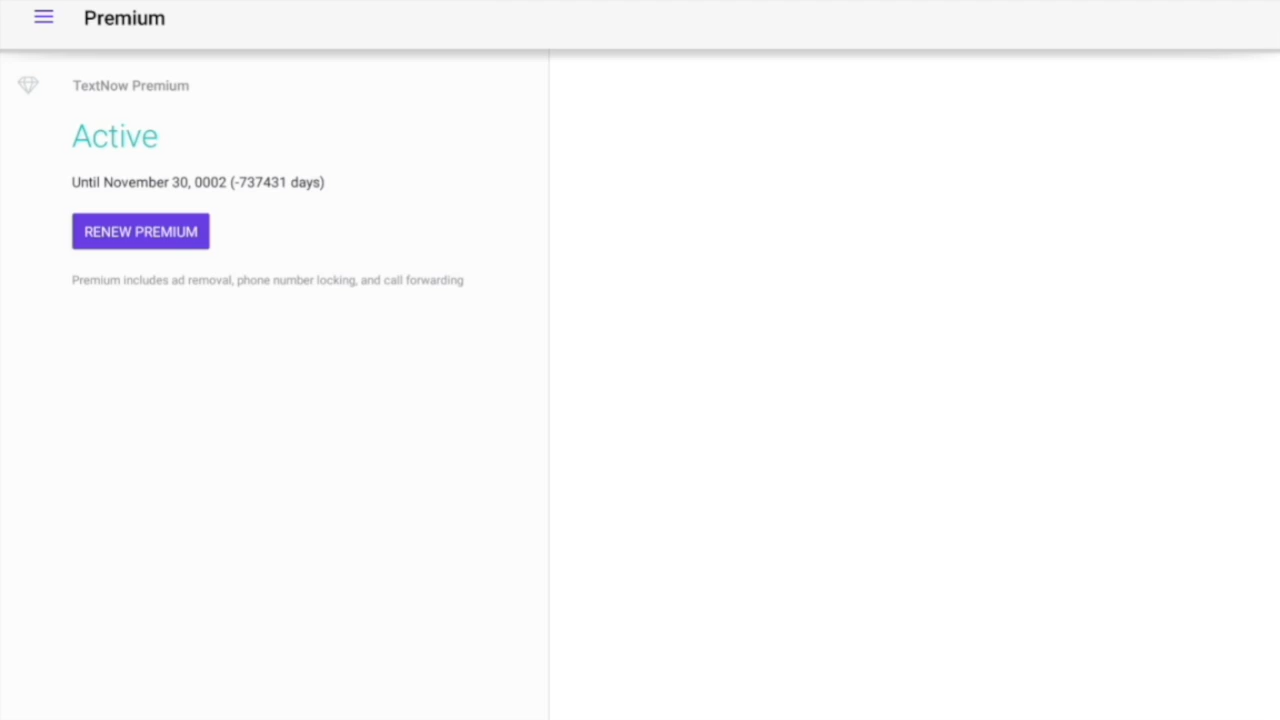 Premium
TextNow Premium
Active
Until November 30, 0002 (-737431 days)
RENEW PREMIUM
Premium includes ad removal, phone number locking, and call forwarding